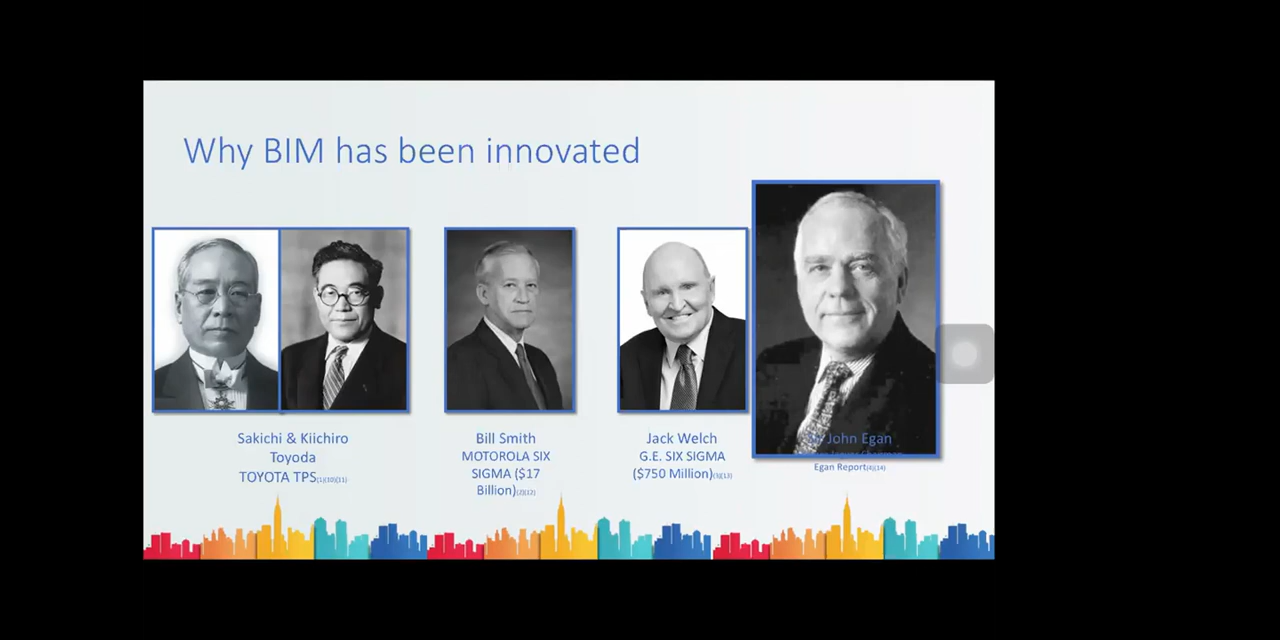 Why BIM has been innovated
Sakichi & Kiichiro
Toyoda
TOYOTA TPS[1][10][11]
Bill Smith
MOTOROLA SIX
SIGMA ($17
Billion)[2][12]
Jack Welch
G.E. SIX SIGMA
($750 Million)[3][13]
John Egan
Egan Report[4][14]